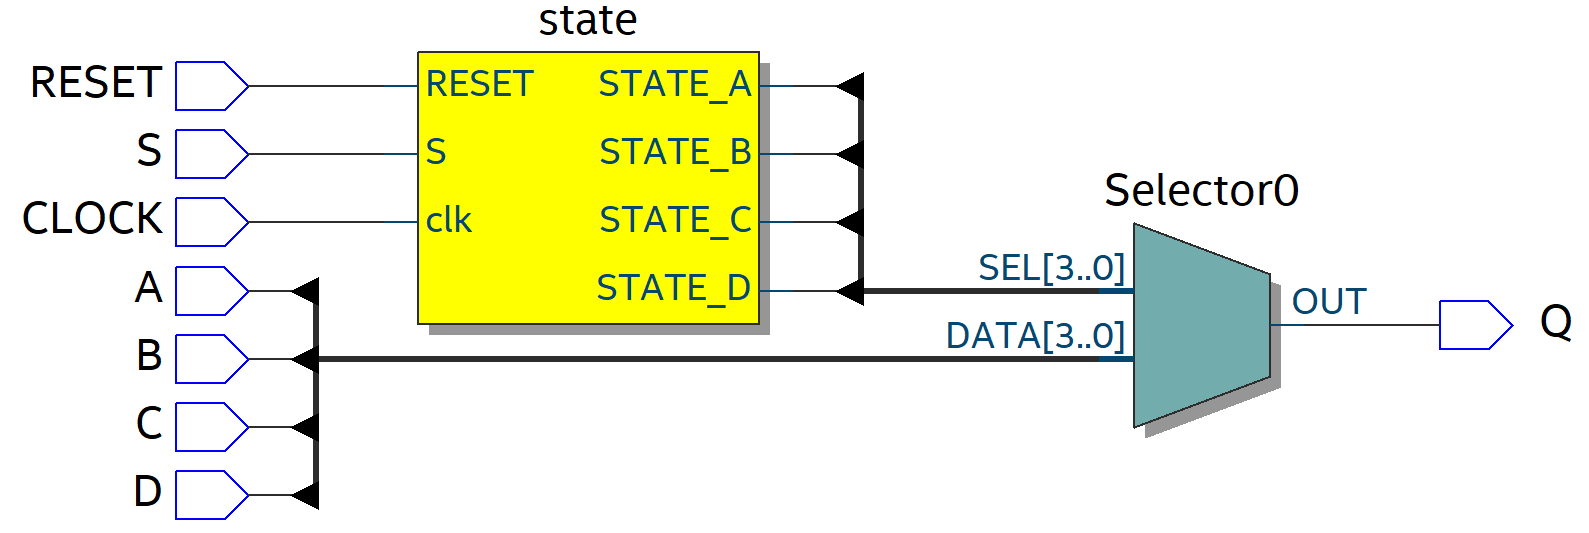 state
RESET
S
CLOCK
A
B
C
D
RESET
S
clk
STATE_A
STATE_B
STATE_C
STATE_D
Selector0
SEL[3..0]
DATA[3..0]
OUT
Q